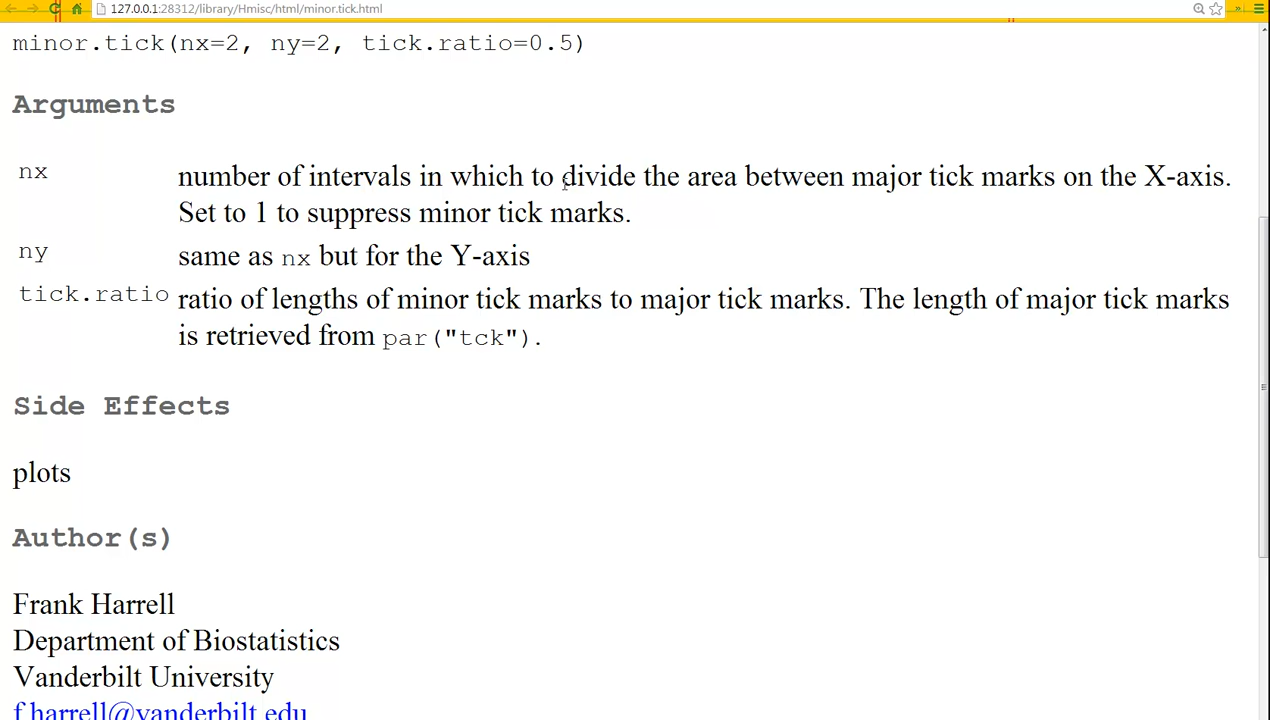 127.0.0.1:28312/library/Hmisc/html/minor.tick.html
minor.tick(nx=2, ny=2, tick.ratio=0.5)
Arguments
nx number of intervals in which to divide the area between major tick marks on the X-axis.
Set to 1 to suppress minor tick marks.
ny same as nx but for the Y-axis
tick.ratio ratio of lengths of minor tick marks to major tick marks. The length of major tick marks
is retrieved from par("tck").
Side Effects
plots
Author(s)
Frank Harrell
Department of Biostatistics
Vanderbilt University
f.harrell@vanderbilt.edu